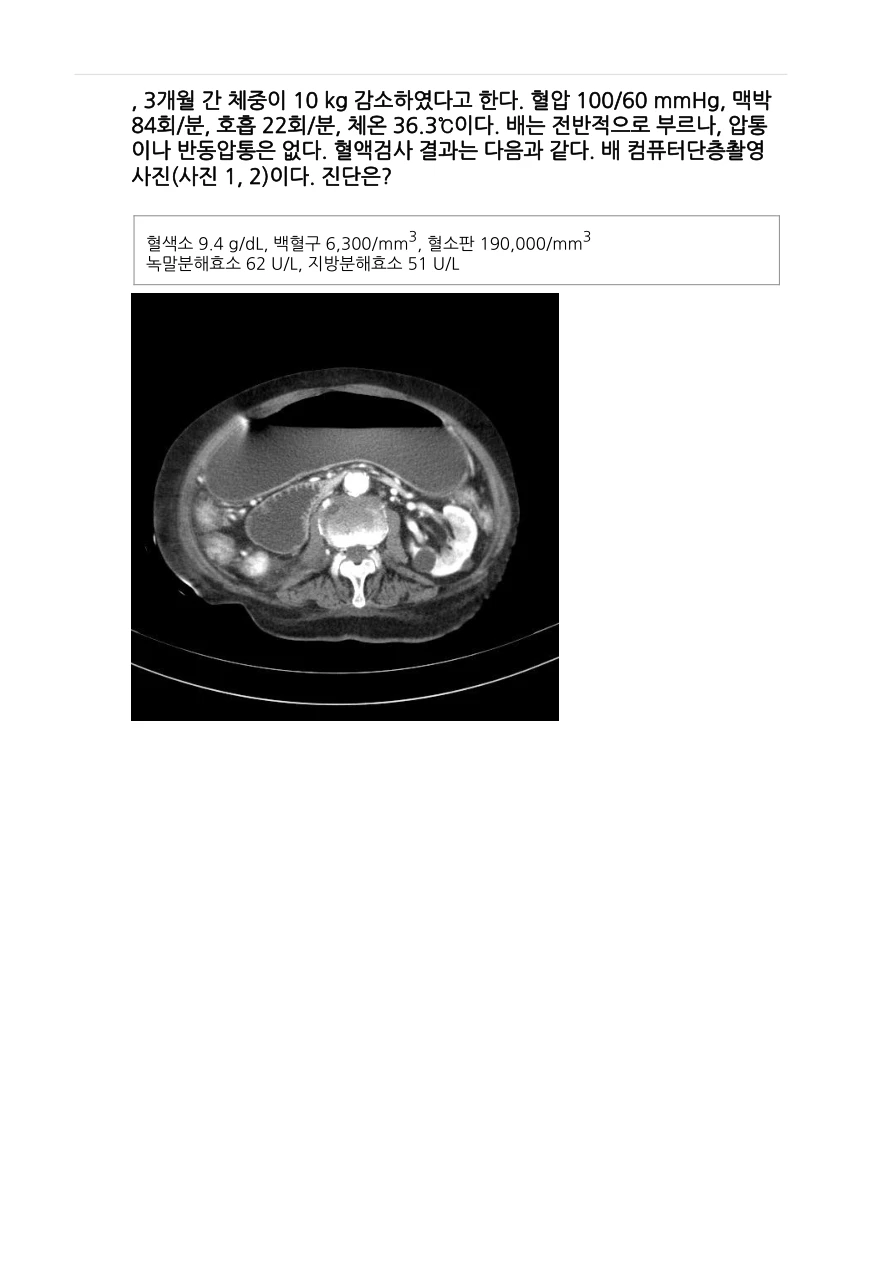 , 3개월 간 체중이 10 kg 감소하였다고 한다. 혈압 100/60 mmHg, 맥박
84회/분, 호흡 22회/분, 체온 36.3℃이다. 배는 전반적으로 부르나, 압통
이나 반동압통은 없다. 혈액검사 결과는 다음과 같다. 배 컴퓨터단층촬영
사진(사진 1, 2)이다. 진단은?
혈색소 9.4 g/dL, 백혈구 6,300/mm³, 혈소판 190,000/mm³
녹말분해효소 62 U/L, 지방분해효소 51 U/L